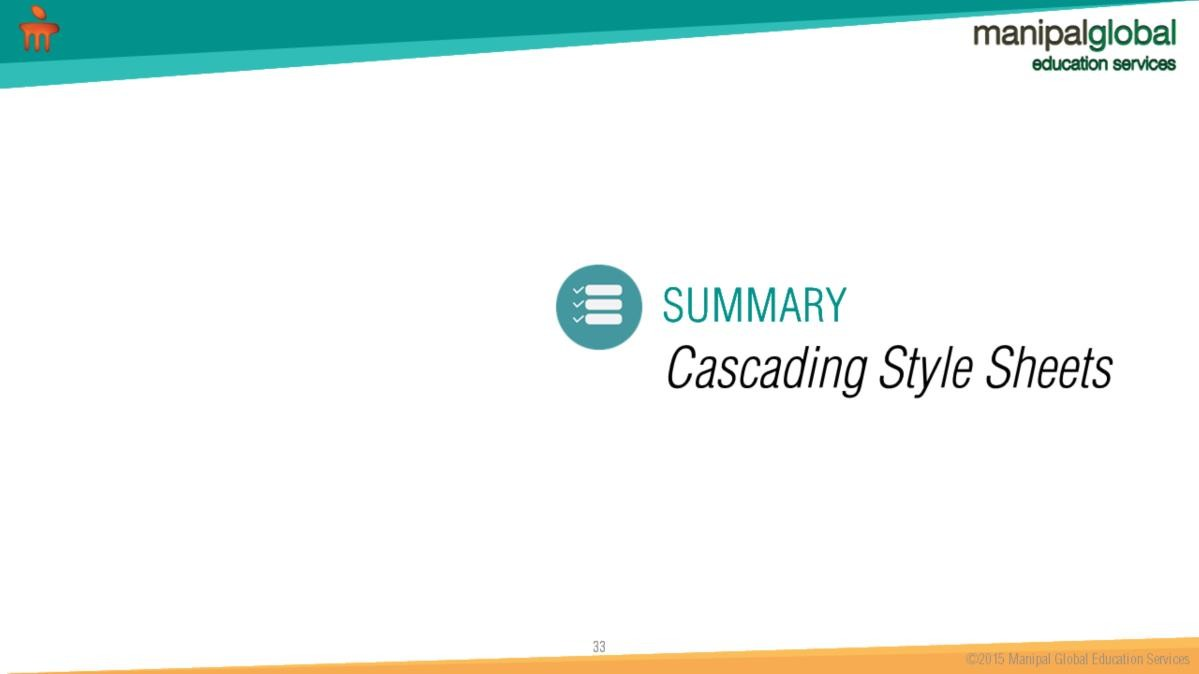 manipalglobal
education services
SUMMARY
Cascading Style Sheets
33
©2015 Manipal Global Education Services